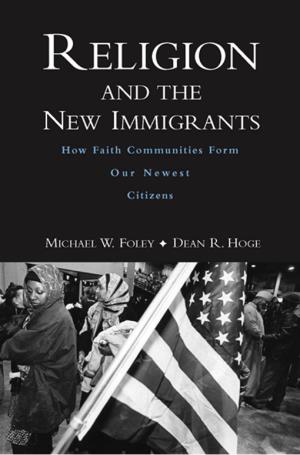 RELIGION
AND THE
NEW IMMIGRANTS
How Faith Communities Form
Our Newest
Citizens
MICHAEL W. FOLEY ✦ DEAN R. HOGE